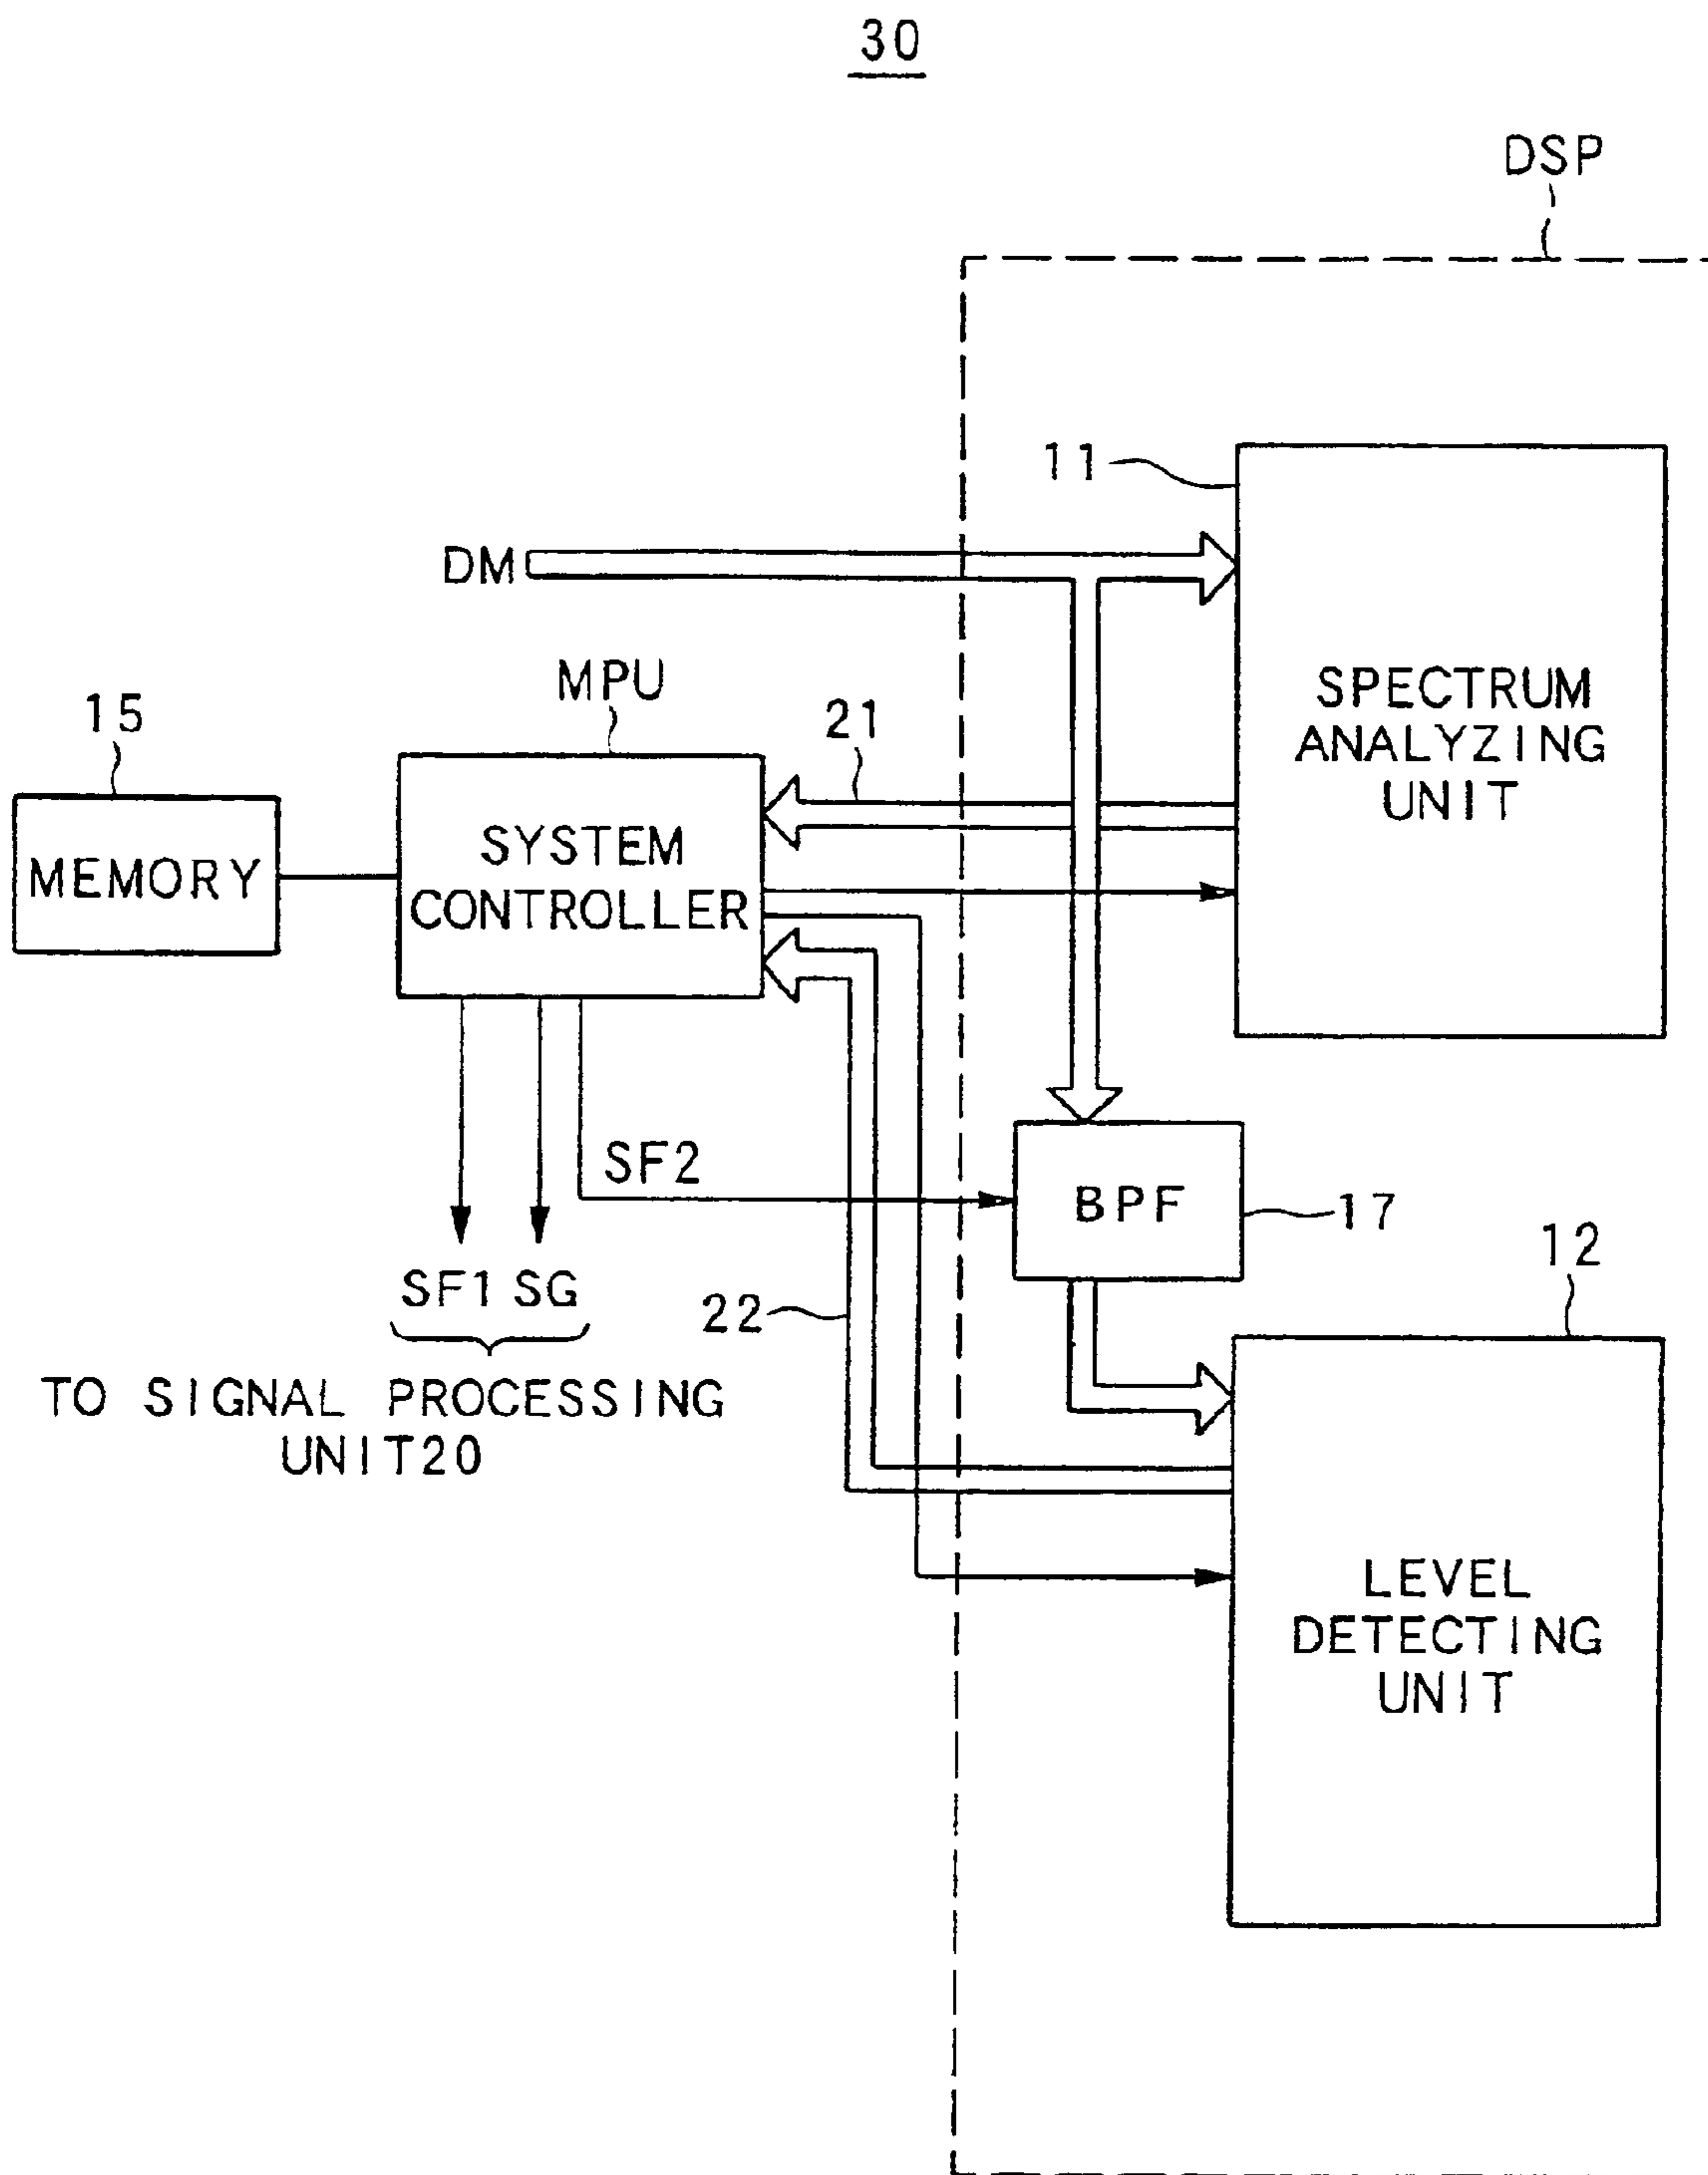 30
DSP
11
DM
MPU
15
21
SPECTRUM
ANALYZING
UNIT
SYSTEM
CONTROLLER
MEMORY
SF2
BPF
17
12
SF1 SG
22
TO SIGNAL PROCESSING
UNIT20
LEVEL
DETECTING
UNIT